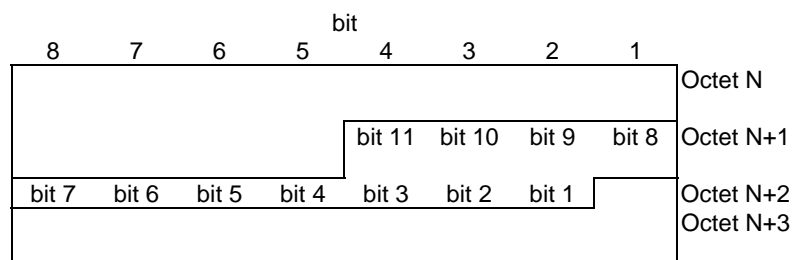 bit
8 7 6 5 4 3 2 1
Octet N
bit 11 bit 10 bit 9 bit 8 Octet N+1
bit 7 bit 6 bit 5 bit 4 bit 3 bit 2 bit 1 Octet N+2
Octet N+3